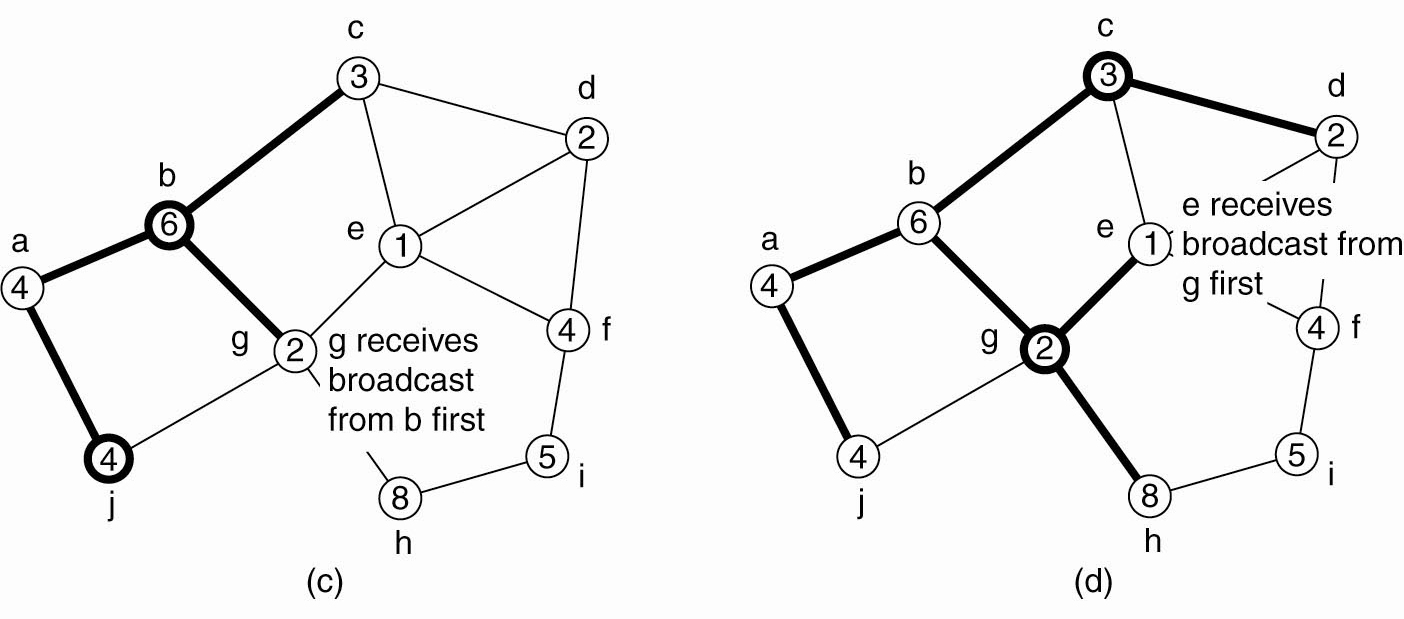 c
3
d
2
b
6
e
1
a
4
g
2
4
f
g receives
broadcast
from b first
4
j
5
i
8
h
(c)
c
3
d
2
b
6
e
1
e receives
broadcast from
g first
a
4
g
2
4
f
4
j
5
i
8
h
(d)